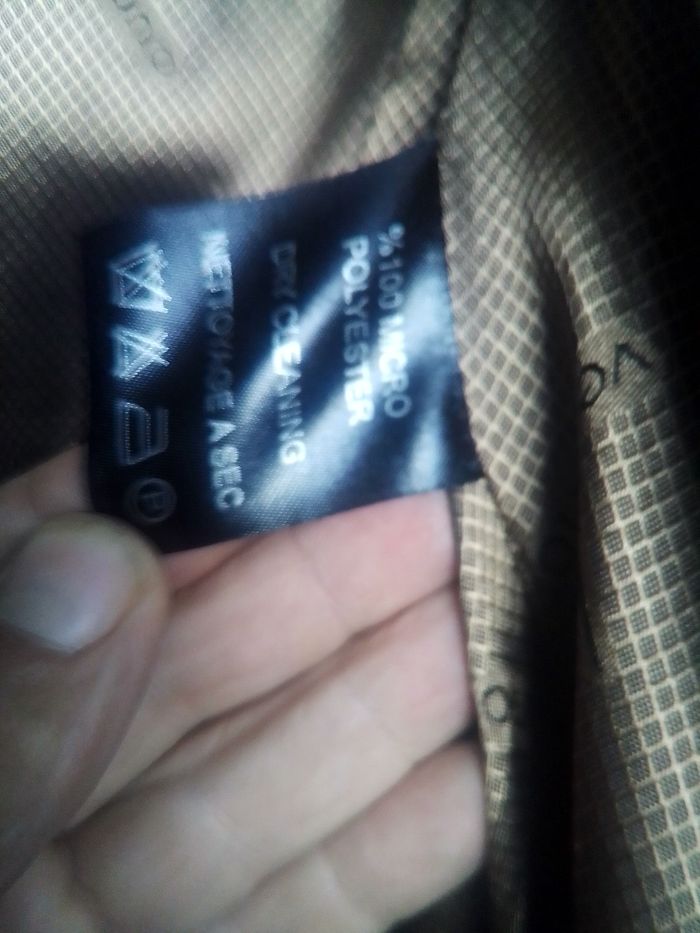 %100 MICRO
POLYESTER
DRY CLEANING
NETTOYAGE A SEC
P